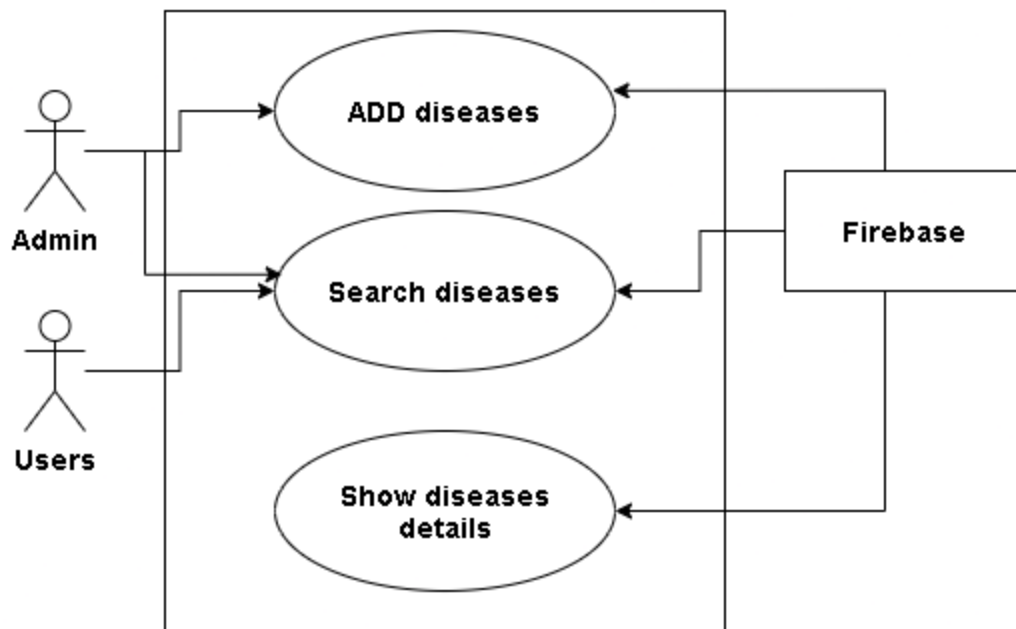 ADD diseases
Admin
Firebase
Search diseases
Users
Show diseases
details